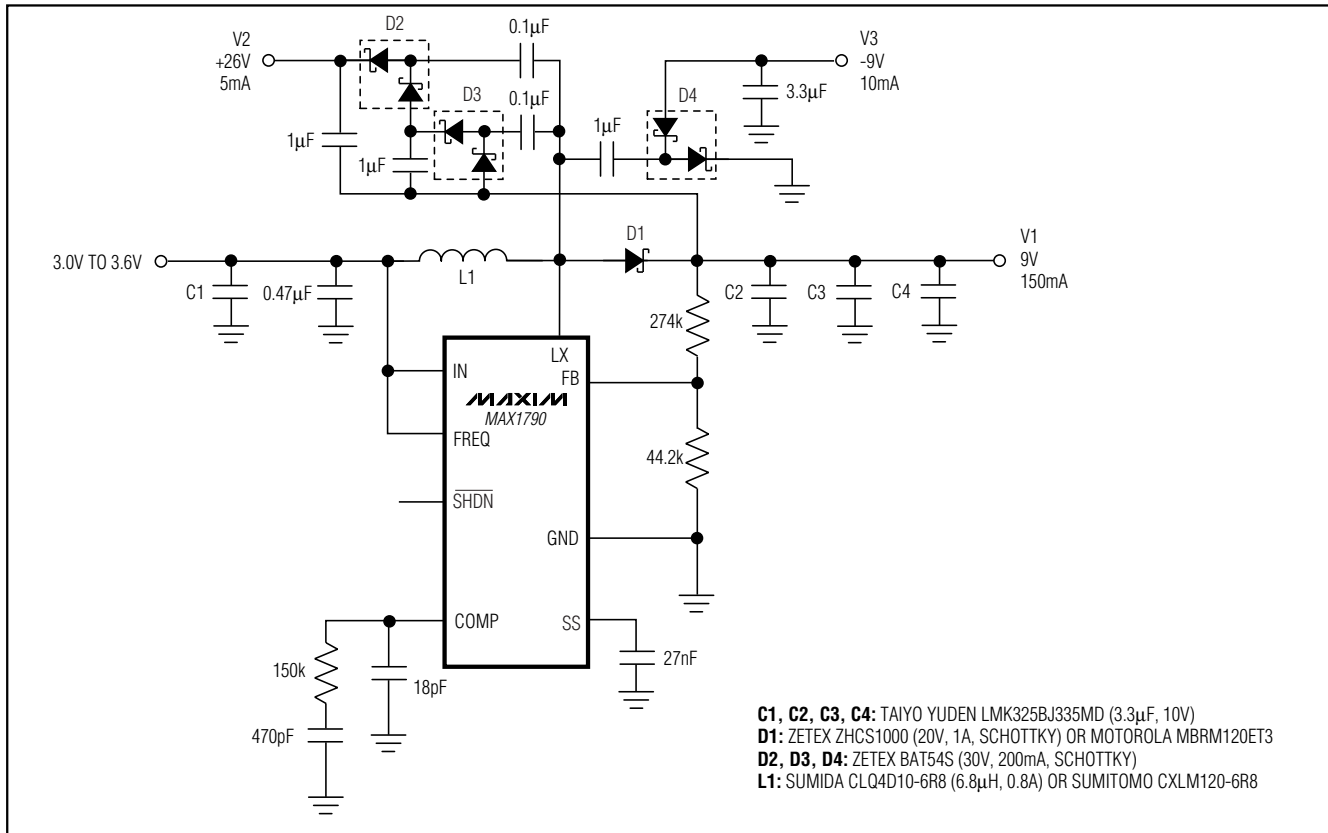 D2
0.1μF
V2
+26V
5mA
V3
-9V
10mA
D3
0.1μF
D4
3.3μF
1μF
1μF
1μF
3.0V TO 3.6V
D1
V1
9V
150mA
L1
C1
0.47μF
C2
C3
C4
274k
LX
IN
FB
MAXIM
MAX1790
FREQ
44.2k
SHDN
GND
COMP
SS
150k
18pF
27nF
470pF
C1, C2, C3, C4: TAIYO YUDEN LMK325BJ335MD (3.3μF, 10V)
D1: ZETEX ZHCS1000 (20V, 1A, SCHOTTKY) OR MOTOROLA MBRM120ET3
D2, D3, D4: ZETEX BAT54S (30V, 200mA, SCHOTTKY)
L1: SUMIDA CLQ4D10-6R8 (6.8μH, 0.8A) OR SUMITOMO CXLM120-6R8